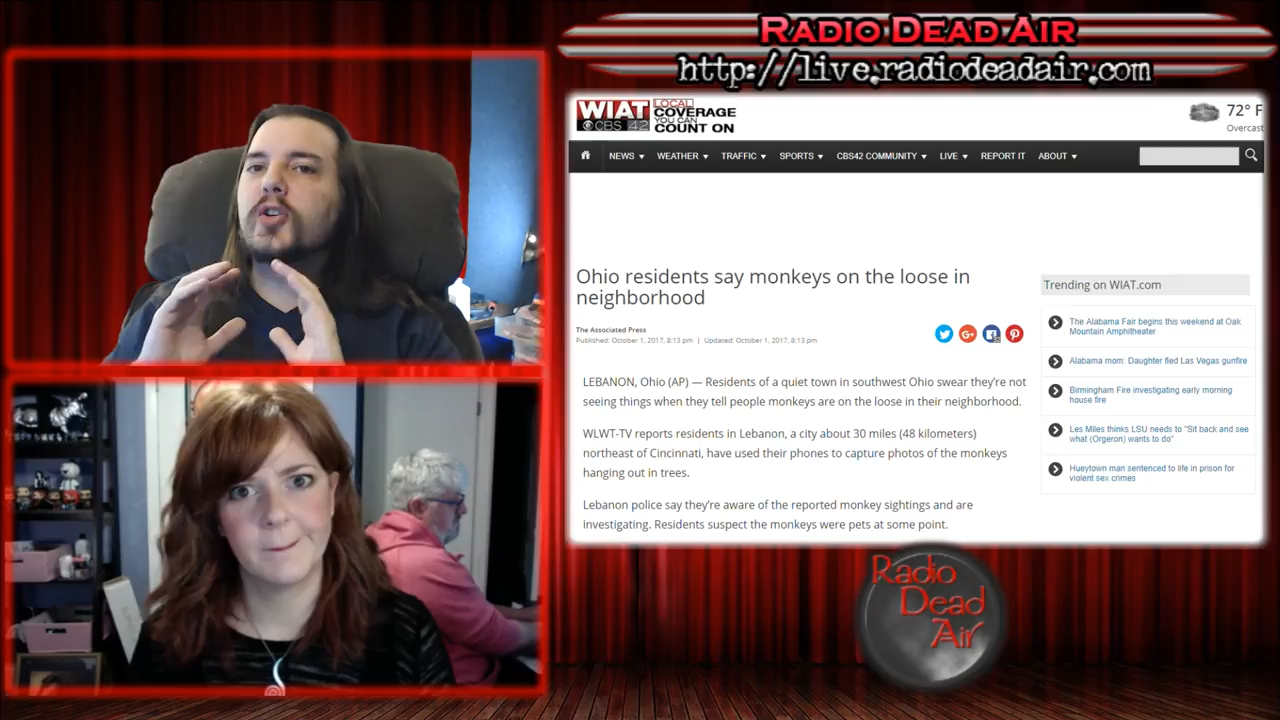 RADIO DEAD AIR
http://live.radiodeadair.com
WIAT
CBS 42
LOCAL
COVERAGE
YOU CAN
COUNT ON
72° F
Overcast
NEWS
WEATHER
TRAFFIC
SPORTS
CBS42 COMMUNITY
LIVE
REPORT IT
ABOUT
Ohio residents say monkeys on the loose in
neighborhood
The Associated Press
Published: October 1, 2017, 8:13 pm | Updated: October 1, 2017, 8:13 pm
LEBANON, Ohio (AP) — Residents of a quiet town in southwest Ohio swear they're not
seeing things when they tell people monkeys are on the loose in their neighborhood.
WLWT-TV reports residents in Lebanon, a city about 30 miles (48 kilometers)
northeast of Cincinnati, have used their phones to capture photos of the monkeys
hanging out in trees.
Lebanon police say they're aware of the reported monkey sightings and are
investigating. Residents suspect the monkeys were pets at some point.
Trending on WIAT.com
The Alabama Fair begins this weekend at Oak
Mountain Amphitheater
Alabama mom: Daughter fled Las Vegas gunfire
Birmingham Fire investigating early morning
house fire
Les Miles thinks LSU needs to "Sit back and see
what (Orgeron) wants to do"
Hueytown man sentenced to life in prison for
violent sex crimes
Radio
Dead
Air